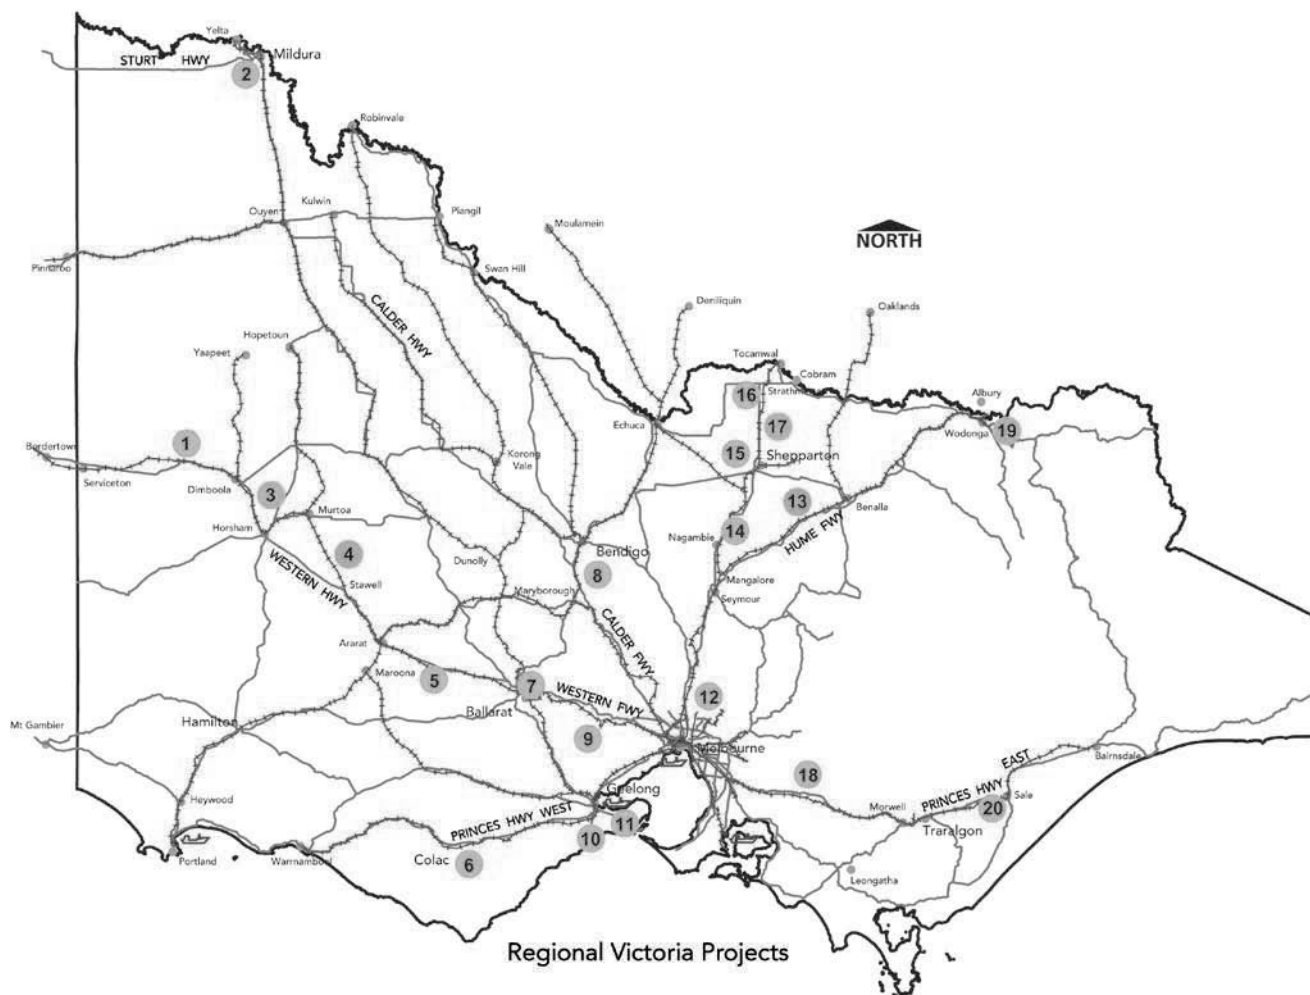 Yelta
Mildura
STURT HWY
2
Robinvale
Kulwin
Ouyen
Piangil
Moulamein
NORTH
Pinnaroo
Swan Hill
Deniliquin
Oaklands
CALDER HWY
Hopetoun
Yaapeet
Tocamwal
Cobram
Strathm
16
Albury
Echuca
17
Wodonga
19
1
Bordertown
Korong
Vale
15
Shepparton
Serviceton
Dimboola
3
13
Murtoa
Benalla
Horsham
14
Nagambie
HUME FWY
4
Bendigo
WESTERN HWY
Dunolly
8
Mangalore
Stawell
Maryborough
Seymour
CALDER FWY
Ararat
Maroona
5
7
WESTERN FWY
12
Ballarat
Hamilton
Mt Gambier
9
Melbourne
Bairnsdale
PRINCES HWY EAST
18
Geelong
Heywood
Morwell
20
Sale
PRINCES HWY WEST
11
Traralgon
10
Portland
Warrnambool
Colac
6
Leongatha
Regional Victoria Projects